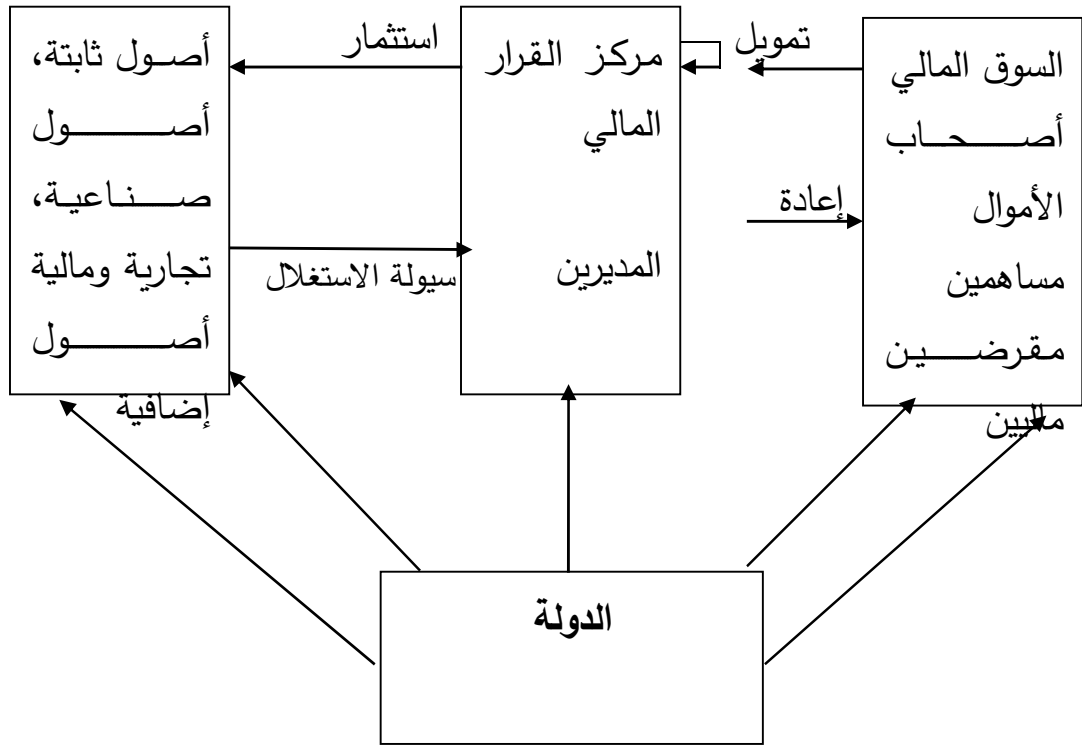 السوق المالي
أصحاب
الأموال
مساهمين
مقرضين
ماليين
تمويل
إعادة
مركز القرار
المالي
المديرين
استثمار
سيولة الاستغلال
أصول ثابتة،
أصول
صناعية،
تجارية ومالية
أصول
إضافية
الدولة